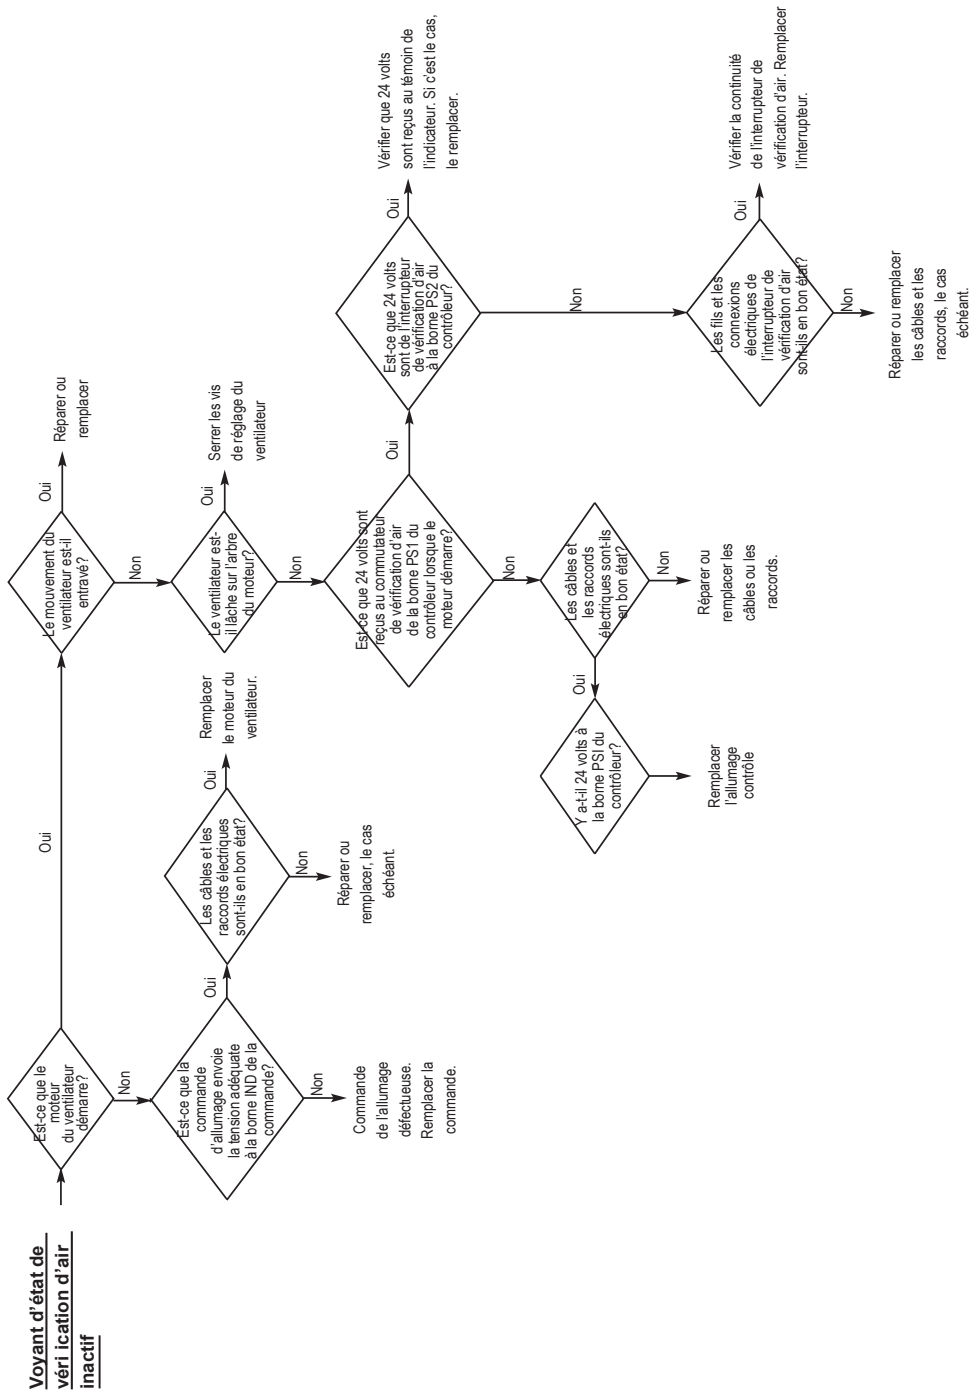 Voyant d'état de
véri ication d'air
inactif
Est-ce que le
moteur
du ventilateur
démarre?
Oui
Non
Le mouvement du
ventilateur est-il
entravé?
Oui
Réparer ou
remplacer
Non
Est-ce que la
commande
d'allumage envoie
la tension adéquate
à la borne IND de la
commande?
Oui
Non
Commande
de l'allumage
défectueuse.
Remplacer la
commande.
Les câbles et les
raccords électriques
sont-ils en bon état?
Oui
Remplacer
le moteur du
ventilateur.
Non
Réparer ou
remplacer, le cas
échéant.
Le ventilateur est-
il lâche sur l'arbre
du moteur?
Oui
Serrer les vis
de réglage du
ventilateur
Non
Est-ce que 24 volts sont
reçus au commutateur
de vérification d'air
de la borne PS1 du
contrôleur lorsque le
moteur démarre?
Oui
Non
Est-ce que 24 volts
sont de l'interrupteur
de vérification d'air
à la borne PS2 du
contrôleur?
Oui
Vérifier que 24 volts
sont reçus au témoin de
l'indicateur. Si c'est le cas,
le remplacer.
Non
Les câbles et
les raccords
électriques sont-ils
en bon état?
Oui
Non
Réparer ou
remplacer les
câbles ou les
raccords.
Y a-t-il 24 volts à
la borne PSI du
contrôleur?
Remplacer
l'allumage
contrôle
Les fils et les
connexions
électriques de
l'interrupteur de
vérification d'air
sont-ils en bon état?
Oui
Vérifier la continuité
de l'interrupteur de
vérification d'air. Remplacer
l'interrupteur.
Non
Réparer ou remplacer
les câbles et les
raccords, le cas
échéant.